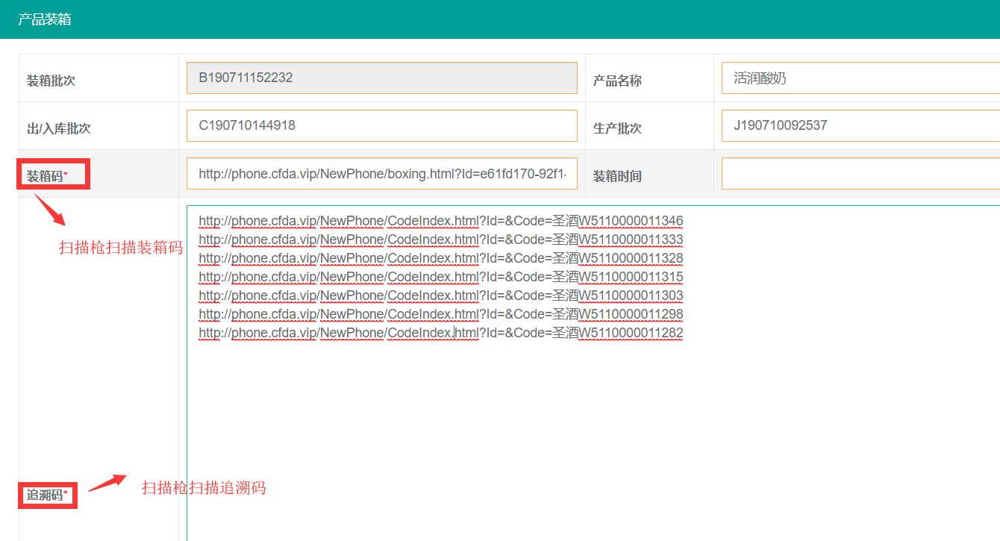 产品装箱
装箱批次
B190711152232
产品名称
活润酸奶
出/入库批次
C190710144918
生产批次
J190710092537
装箱码*
http://phone.cfda.vip/NewPhone/boxing.html?Id=e61fd170-92f1-
装箱时间
扫描枪扫描装箱码
http://phone.cfda.vip/NewPhone/CodeIndex.html?Id=&Code=圣酒W5110000011346
http://phone.cfda.vip/NewPhone/CodeIndex.html?Id=&Code=圣酒W5110000011333
http://phone.cfda.vip/NewPhone/CodeIndex.html?Id=&Code=圣酒W5110000011328
http://phone.cfda.vip/NewPhone/CodeIndex.html?Id=&Code=圣酒W5110000011315
http://phone.cfda.vip/NewPhone/CodeIndex.html?Id=&Code=圣酒W5110000011303
http://phone.cfda.vip/NewPhone/CodeIndex.html?Id=&Code=圣酒W5110000011298
http://phone.cfda.vip/NewPhone/CodeIndex.html?Id=&Code=圣酒W5110000011282
追溯码*
扫描枪扫描追溯码